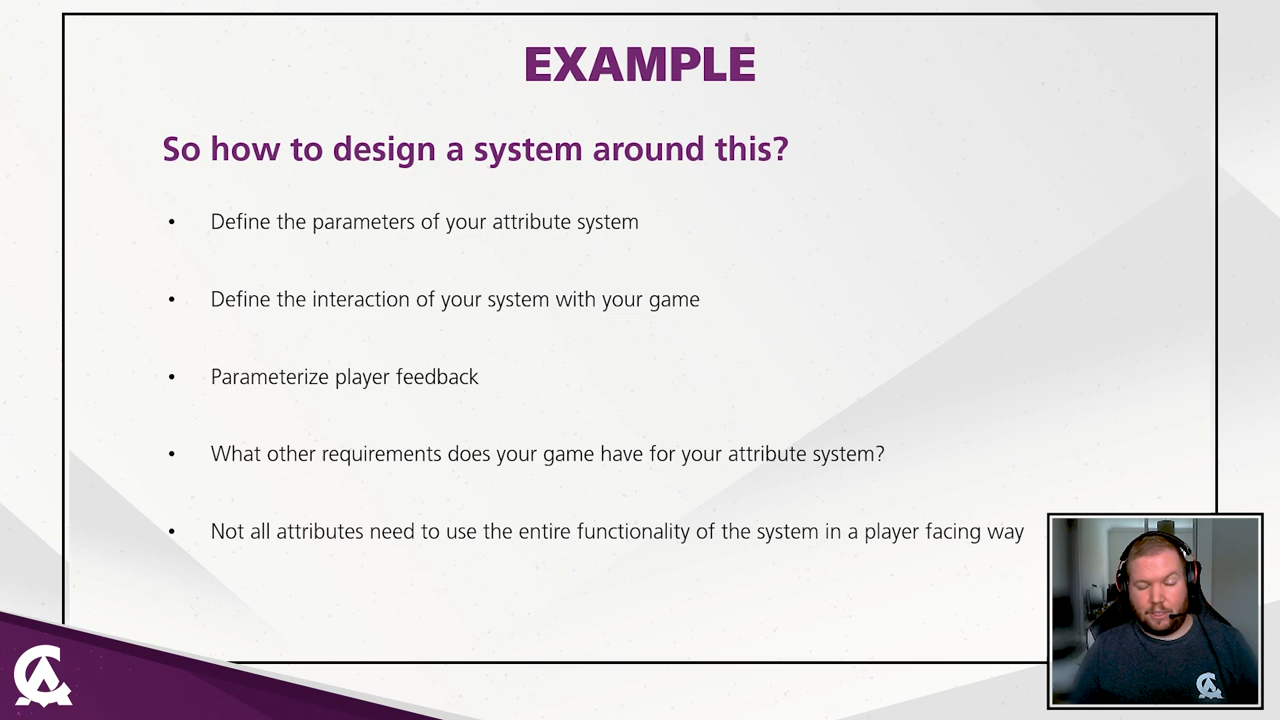 EXAMPLE
So how to design a system around this?
• Define the parameters of your attribute system
• Define the interaction of your system with your game
• Parameterize player feedback
• What other requirements does your game have for your attribute system?
• Not all attributes need to use the entire functionality of the system in a player facing way